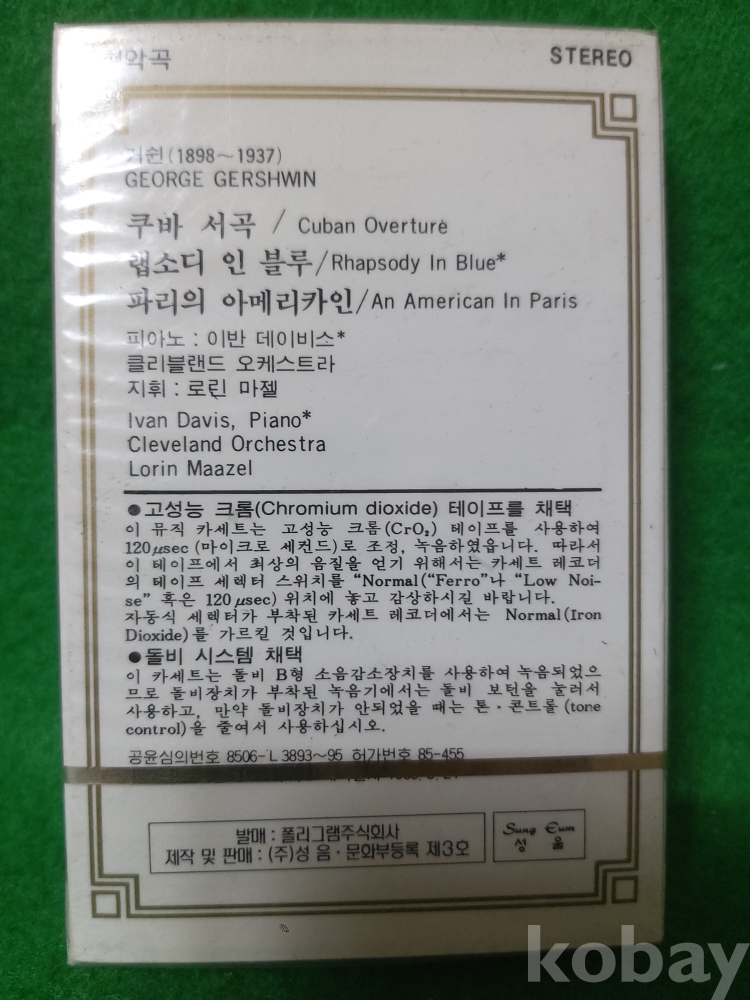 STEREO
(1898~1937)
GEORGE GERSHWIN
쿠바 서곡 / Cuban Overture
랩소디 인 블루/Rhapsody In Blue*
파리의 아메리카인/An American In Paris
피아노 : 이반 데이비스*
클리블랜드 오케스트라
지휘 : 로린 마젤
Ivan Davis, Piano*
Cleveland Orchestra
Lorin Maazel
●고성능 크롬(Chromium dioxide) 테이프를 채택
이 뮤직 카세트는 고성능 크롬(CrO₂) 테이프를 사용하여
120μsec (마이크로 세컨드)로 조정, 녹음하였읍니다. 따라서
이 테이프에서 최상의 음질을 얻기 위해서는 카세트 레코더
의 테이프 세렉터 스위치를 “Normal(“Ferro”나 “Low Noi-
se” 혹은 120μsec) 위치에 놓고 감상하시길 바랍니다.
자동식 세렉터가 부착된 카세트 레코더에서는 Normal(Iron
Dioxide)를 가르킬 것입니다.
●돌비 시스템 채택
이 카세트는 돌비 B형 소음감소장치를 사용하여 녹음되었으
므로 돌비장치가 부착된 녹음기에서는 돌비 보턴을 눌러서
사용하고, 만약 돌비장치가 안되었을 때는 톤·콘트롤(tone
control)을 줄여서 사용하십시오.
공윤심의번호 8506-L3893~95 허가번호 85-455
발매 : 폴리그램주식회사
제작 및 판매 : (주)성 음·문화부등록 제3호
Sung Eum
성 음
kobay